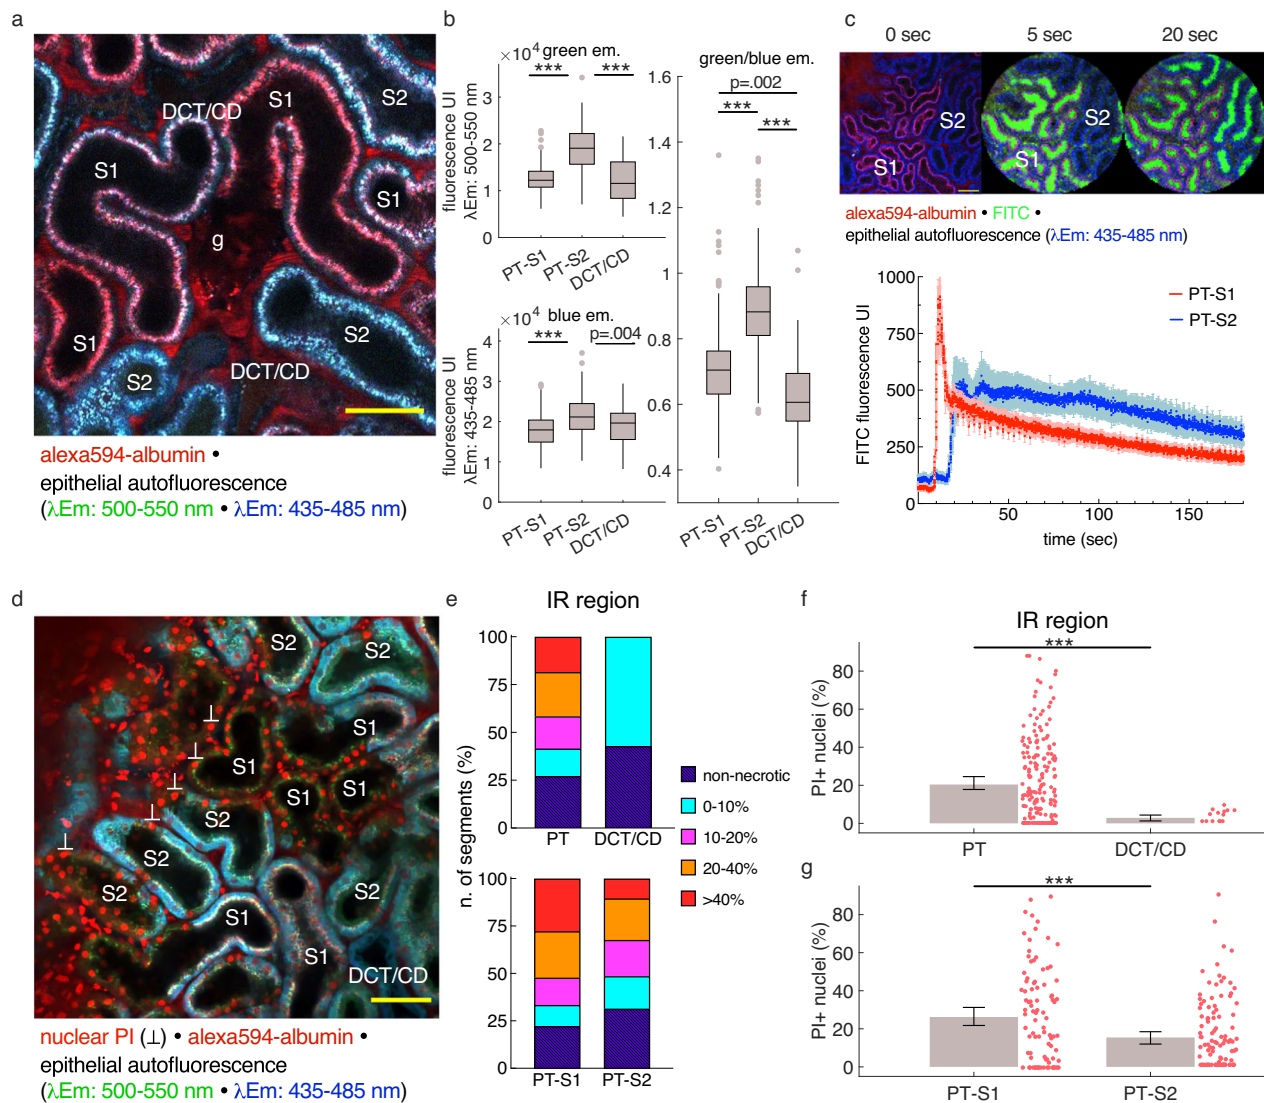 a
S1
S2
DCT/CD
S1
S1
g
S1
S2
S2
DCT/CD
alexa594-albumin •
epithelial autofluorescence
(λEm: 500-550 nm • λEm: 435-485 nm)
b
×10⁴ green em.
***
***
fluorescence UI
λEm: 500-550 nm
3
2
1
0
PT-S1
PT-S2
DCT/CD
×10⁴ blue em.
***
p=.004
fluorescence UI
λEm: 435-485 nm
4
3
2
1
0
PT-S1
PT-S2
DCT/CD
green/blue em.
1.6
p=.002
***
***
1.4
1.2
1
0.8
0.6
0.4
PT-S1
PT-S2
DCT/CD
c
0 sec
5 sec
20 sec
S2
S1
S2
S1
alexa594-albumin • FITC •
epithelial autofluorescence (λEm: 435-485 nm)
FITC fluorescence UI
1000
750
500
250
0
PT-S1
PT-S2
50
100
150
time (sec)
d
S2
S2
S1
⊥
⊥
S1
⊥
S1
S1
⊥
S2
⊥
S2
S2
S2
S1
S1
DCT/CD
nuclear PI (⊥) • alexa594-albumin •
epithelial autofluorescence
(λEm: 500-550 nm • λEm: 435-485 nm)
e
IR region
n. of segments (%)
100
75
50
25
0
PT
DCT/CD
100
75
50
25
0
PT-S1
PT-S2
non-necrotic
0-10%
10-20%
20-40%
>40%
f
IR region
***
PI+ nuclei (%)
80
60
40
20
0
PT
DCT/CD
g
***
PI+ nuclei (%)
80
60
40
20
0
PT-S1
PT-S2